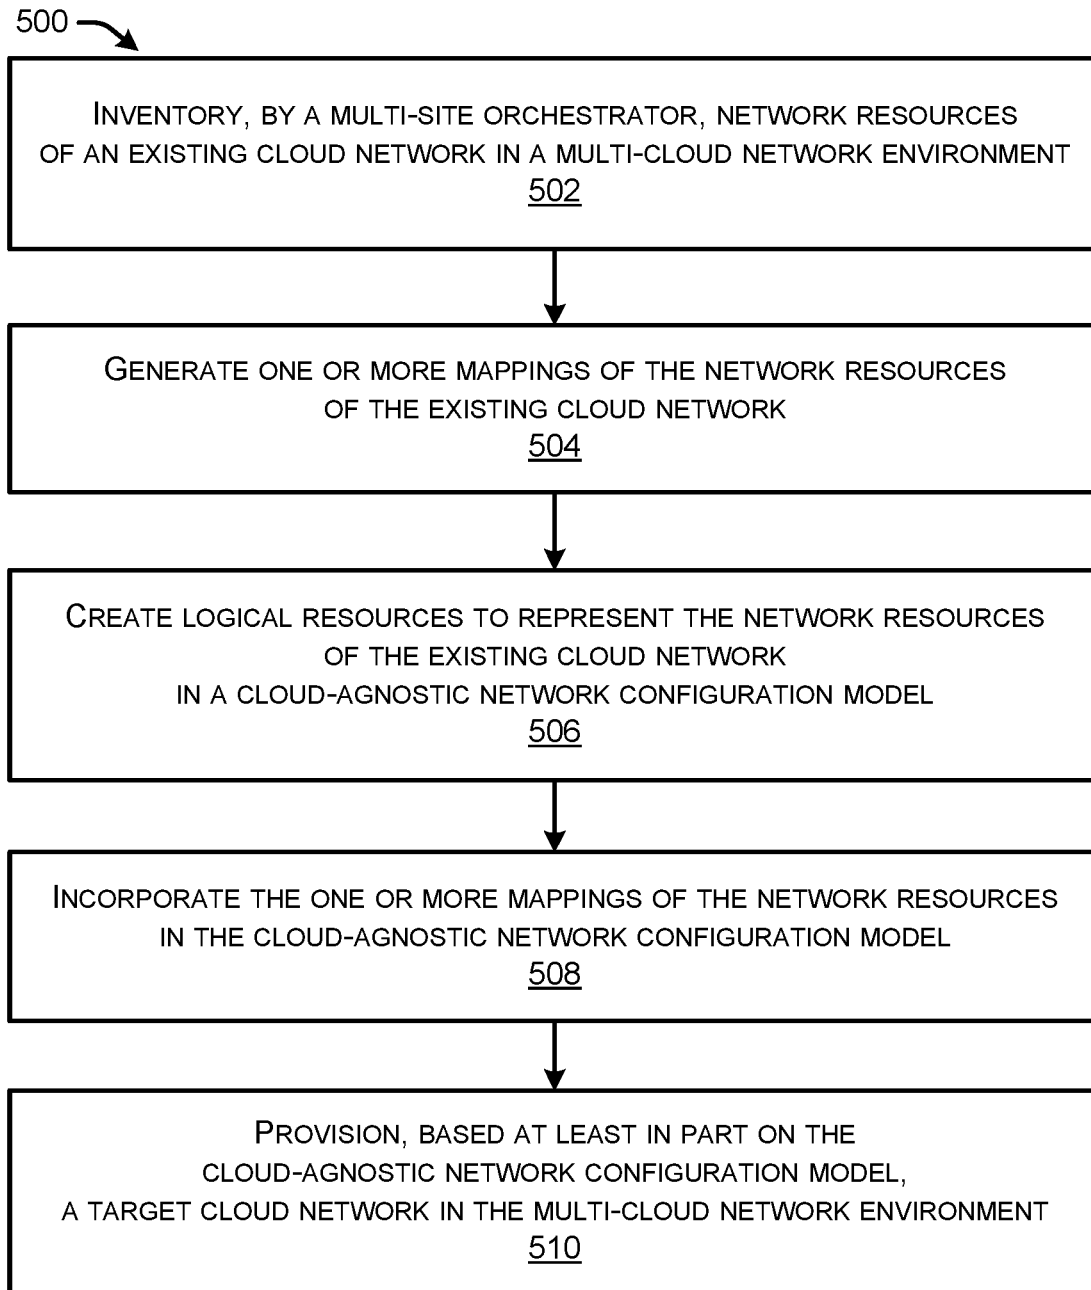 500
INVENTORY, BY A MULTI-SITE ORCHESTRATOR, NETWORK RESOURCES
OF AN EXISTING CLOUD NETWORK IN A MULTI-CLOUD NETWORK ENVIRONMENT
502
GENERATE ONE OR MORE MAPPINGS OF THE NETWORK RESOURCES
OF THE EXISTING CLOUD NETWORK
504
CREATE LOGICAL RESOURCES TO REPRESENT THE NETWORK RESOURCES
OF THE EXISTING CLOUD NETWORK
IN A CLOUD-AGNOSTIC NETWORK CONFIGURATION MODEL
506
INCORPORATE THE ONE OR MORE MAPPINGS OF THE NETWORK RESOURCES
IN THE CLOUD-AGNOSTIC NETWORK CONFIGURATION MODEL
508
PROVISION, BASED AT LEAST IN PART ON THE
CLOUD-AGNOSTIC NETWORK CONFIGURATION MODEL,
A TARGET CLOUD NETWORK IN THE MULTI-CLOUD NETWORK ENVIRONMENT
510